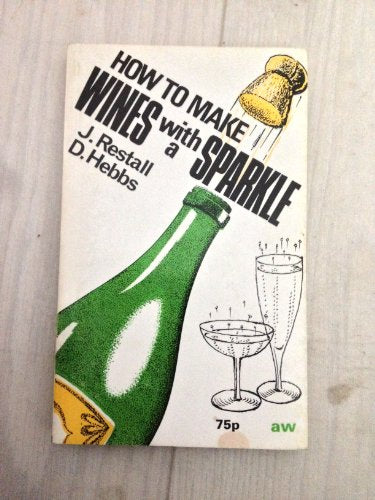 HOW TO MAKE
WINES with a SPARKLE
J. Restall
D. Hebbs
75p
aw